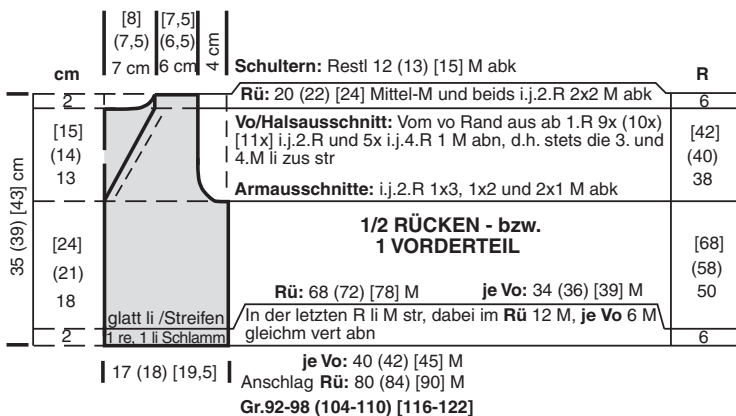 [8] [7,5]
(7,5) (6,5)
7 cm 6 cm 4 cm
Schultern: Restl 12 (13) [15] M abk
cm R
2 Rü: 20 (22) [24] Mittel-M und beids i.j.2.R 2x2 M abk 6
Vo/Halsausschnitt: Vom vo Rand aus ab 1.R 9x (10x)
[15] [11x] i.j.2.R und 5x i.j.4.R 1 M abn, d.h. stets die 3. und [42]
(14) 4.M li zus str (40)
13 38
Armausschnitte: i.j.2.R 1x3, 1x2 und 2x1 M abk
35 (39) [43] cm
1/2 RÜCKEN - bzw.
1 VORDERTEIL
[24] [68]
(21) (58)
18 50
Rü: 68 (72) [78] M je Vo: 34 (36) [39] M
glatt li /Streifen In der letzten R li M str, dabei im Rü 12 M, je Vo 6 M
2 1 re, 1 li Schlamm gleichm vert abn 6
17 (18) [19,5] je Vo: 40 (42) [45] M
Anschlag Rü: 80 (84) [90] M
Gr.92-98 (104-110) [116-122]